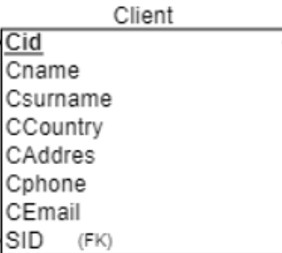 Client
Cid
Cname
Csurname
CCountry
CAddres
Cphone
CEmail
SID (FK)